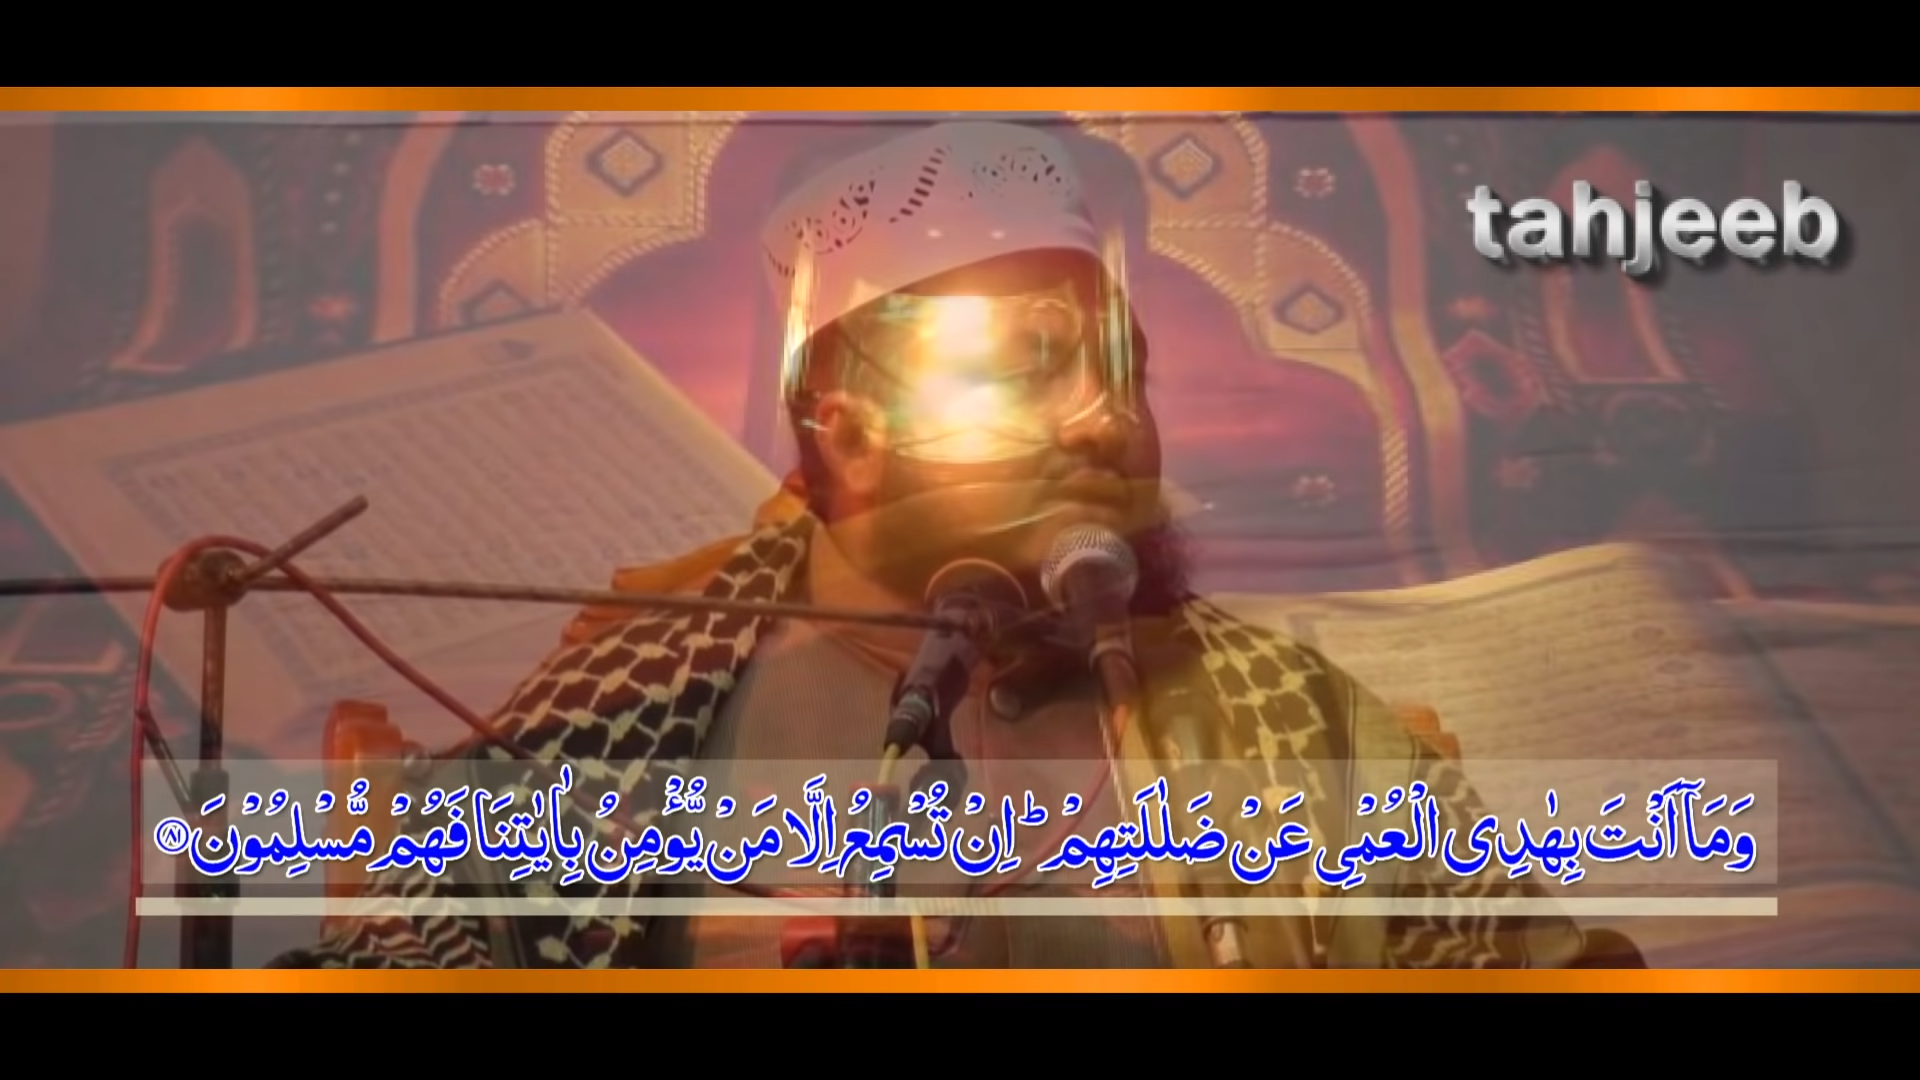 tahjeeb
وَمَآ اَنْتَ بِهٰدِی الْعُمْیِ عَنْ ضَلٰلَتِهِمْ ؕ اِنْ تُسْمِعُ اِلَّا مَنْ یُّؤْمِنُ بِاٰیٰتِنَا فَهُمْ مُّسْلِمُوْنَ ﴿۸۱﴾